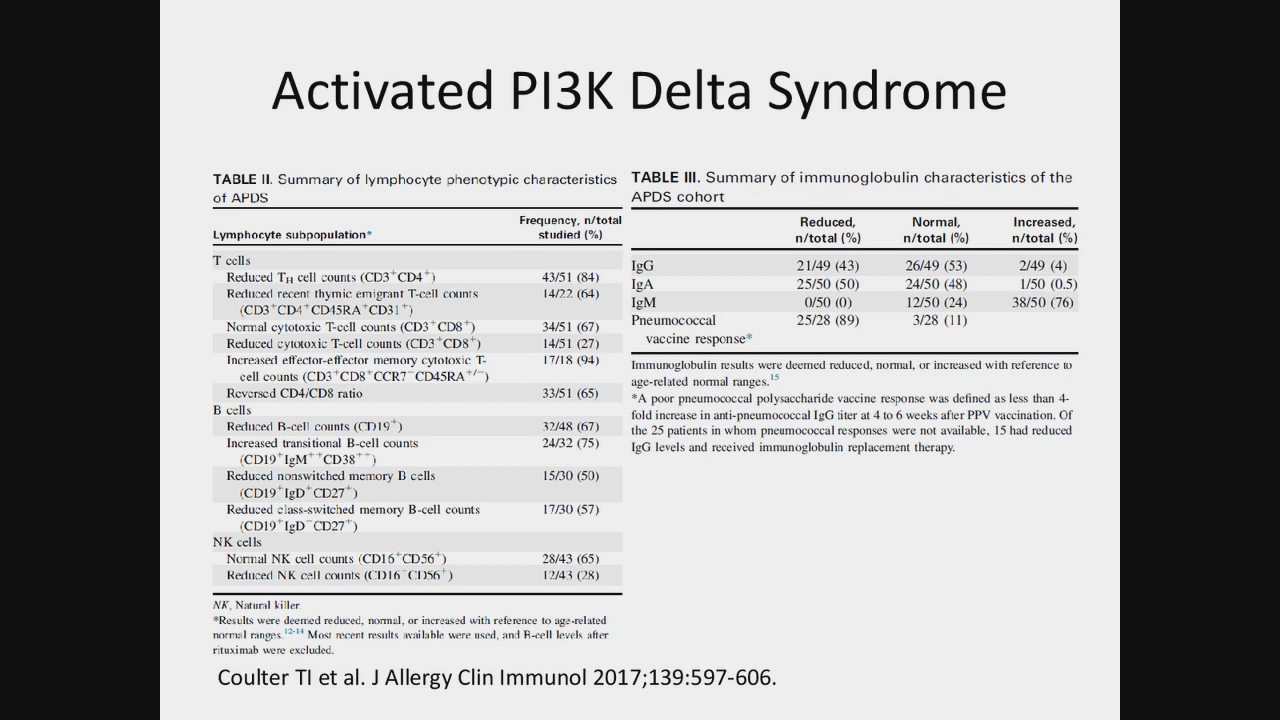 Activated PI3K Delta Syndrome
TABLE II. Summary of lymphocyte phenotypic characteristics
of APDS
Frequency, n/total
Lymphocyte subpopulation* studied (%)
T cells
Reduced TH cell counts (CD3+CD4+) 43/51 (84)
Reduced recent thymic emigrant T-cell counts 14/22 (64)
(CD3+CD4+CD45RA+CD31+)
Normal cytotoxic T-cell counts (CD3+CD8+) 34/51 (67)
Reduced cytotoxic T-cell counts (CD3+CD8+) 14/51 (27)
Increased effector-effector memory cytotoxic T- 17/18 (94)
cell counts (CD3+CD8+CCR7−CD45RA+/−)
Reversed CD4/CD8 ratio 33/51 (65)
B cells
Reduced B-cell counts (CD19+) 32/48 (67)
Increased transitional B-cell counts 24/32 (75)
(CD19+IgM++CD38++)
Reduced nonswitched memory B cells 15/30 (50)
(CD19+IgD+CD27+)
Reduced class-switched memory B-cell counts 17/30 (57)
(CD19+IgD−CD27+)
NK cells
Normal NK cell counts (CD16+CD56+) 28/43 (65)
Reduced NK cell counts (CD16+CD56+) 12/43 (28)
NK, Natural killer.
*Results were deemed reduced, normal, or increased with reference to age-related
normal ranges.12-14 Most recent results available were used, and B-cell levels after
rituximab were excluded.
TABLE III. Summary of immunoglobulin characteristics of the
APDS cohort
Reduced, Normal, Increased,
n/total (%) n/total (%) n/total (%)
IgG 21/49 (43) 26/49 (53) 2/49 (4)
IgA 25/50 (50) 24/50 (48) 1/50 (0.5)
IgM 0/50 (0) 12/50 (24) 38/50 (76)
Pneumococcal 25/28 (89) 3/28 (11)
vaccine response*
Immunoglobulin results were deemed reduced, normal, or increased with reference to
age-related normal ranges.15
*A poor pneumococcal polysaccharide vaccine response was defined as less than 4-
fold increase in anti-pneumococcal IgG titer at 4 to 6 weeks after PPV vaccination. Of
the 25 patients in whom pneumococcal responses were not available, 15 had reduced
IgG levels and received immunoglobulin replacement therapy.
Coulter TI et al. J Allergy Clin Immunol 2017;139:597-606.